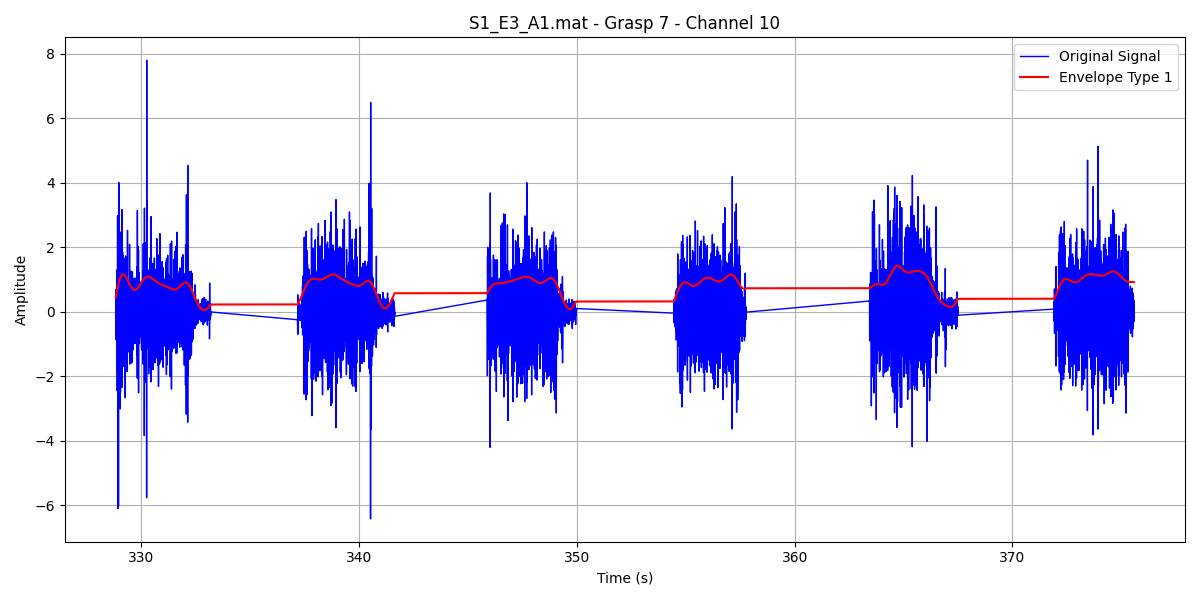 S1_E3_A1.mat - Grasp 7 - Channel 10
Original Signal
Envelope Type 1
Amplitude
8
6
4
2
0
−2
−4
−6
330
340
350
360
370
Time (s)